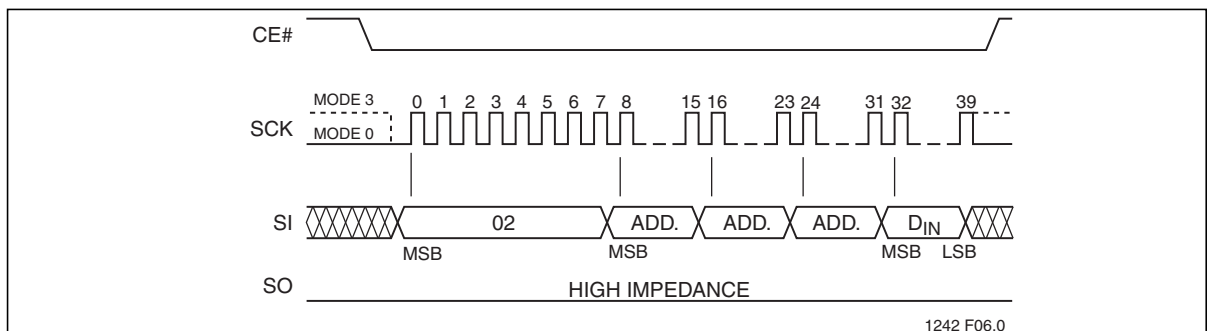 CE#
MODE 3
0 1 2 3 4 5 6 7 8 15 16 23 24 31 32 39
SCK
MODE 0
SI 02 ADD. ADD. ADD. DIN
MSB MSB MSB LSB
SO HIGH IMPEDANCE
1242 F06.0